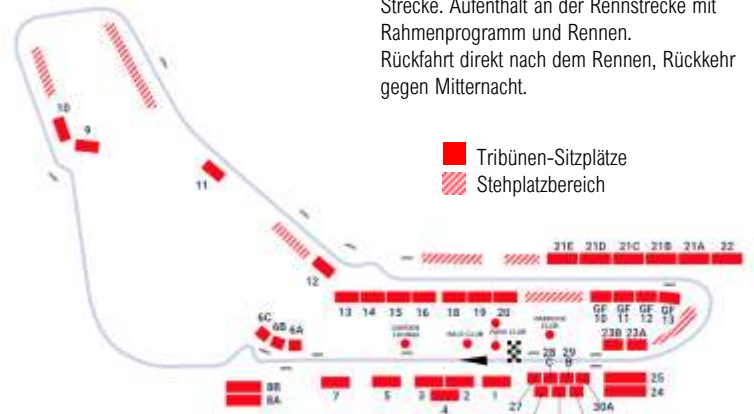 Strecke. Aufenthalt an der Rennstrecke mit
Rahmenprogramm und Rennen.
Rückfahrt direkt nach dem Rennen, Rückkehr
gegen Mitternacht.
Tribünen-Sitzplätze
Stehplatzbereich
10
9
11
12
21E 21D 21C 21B 21A 22
13 14 15 16 18 19 20
GF 10
GF 11
GF 12
GF 13
6C 6B 6A
23B 23A
28 C
29 B
8B
8A
7 5 3 2 1
4
27
30A
25
24